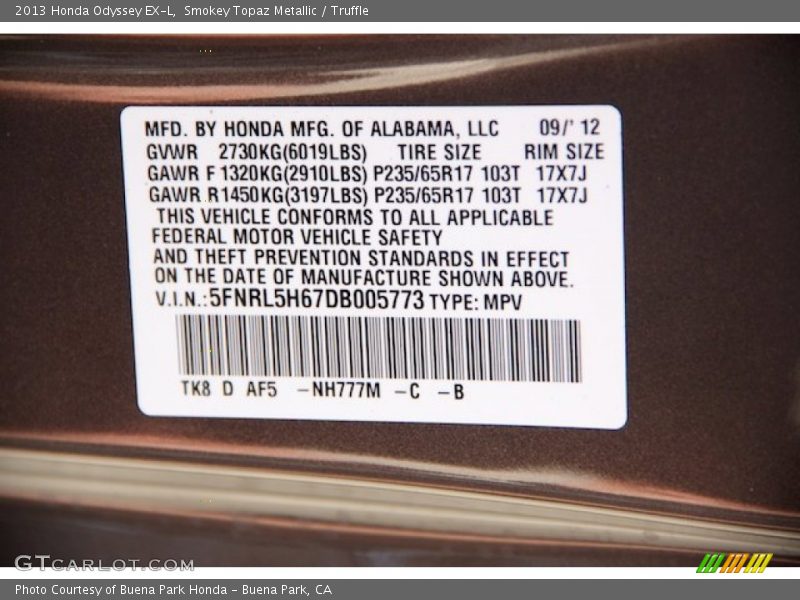 2013 Honda Odyssey EX-L, Smokey Topaz Metallic / Truffle
MFD. BY HONDA MFG. OF ALABAMA, LLC 09/' 12
GVWR 2730KG(6019LBS) TIRE SIZE RIM SIZE
GAWR F 1320KG(2910LBS) P235/65R17 103T 17X7J
GAWR R1450KG(3197LBS) P235/65R17 103T 17X7J
THIS VEHICLE CONFORMS TO ALL APPLICABLE
FEDERAL MOTOR VEHICLE SAFETY
AND THEFT PREVENTION STANDARDS IN EFFECT
ON THE DATE OF MANUFACTURE SHOWN ABOVE.
V.I.N.:5FNRL5H67DB005773 TYPE: MPV
TK8 D AF5 -NH777M -C -B
GTCARLOT.COM
Photo Courtesy of Buena Park Honda - Buena Park, CA